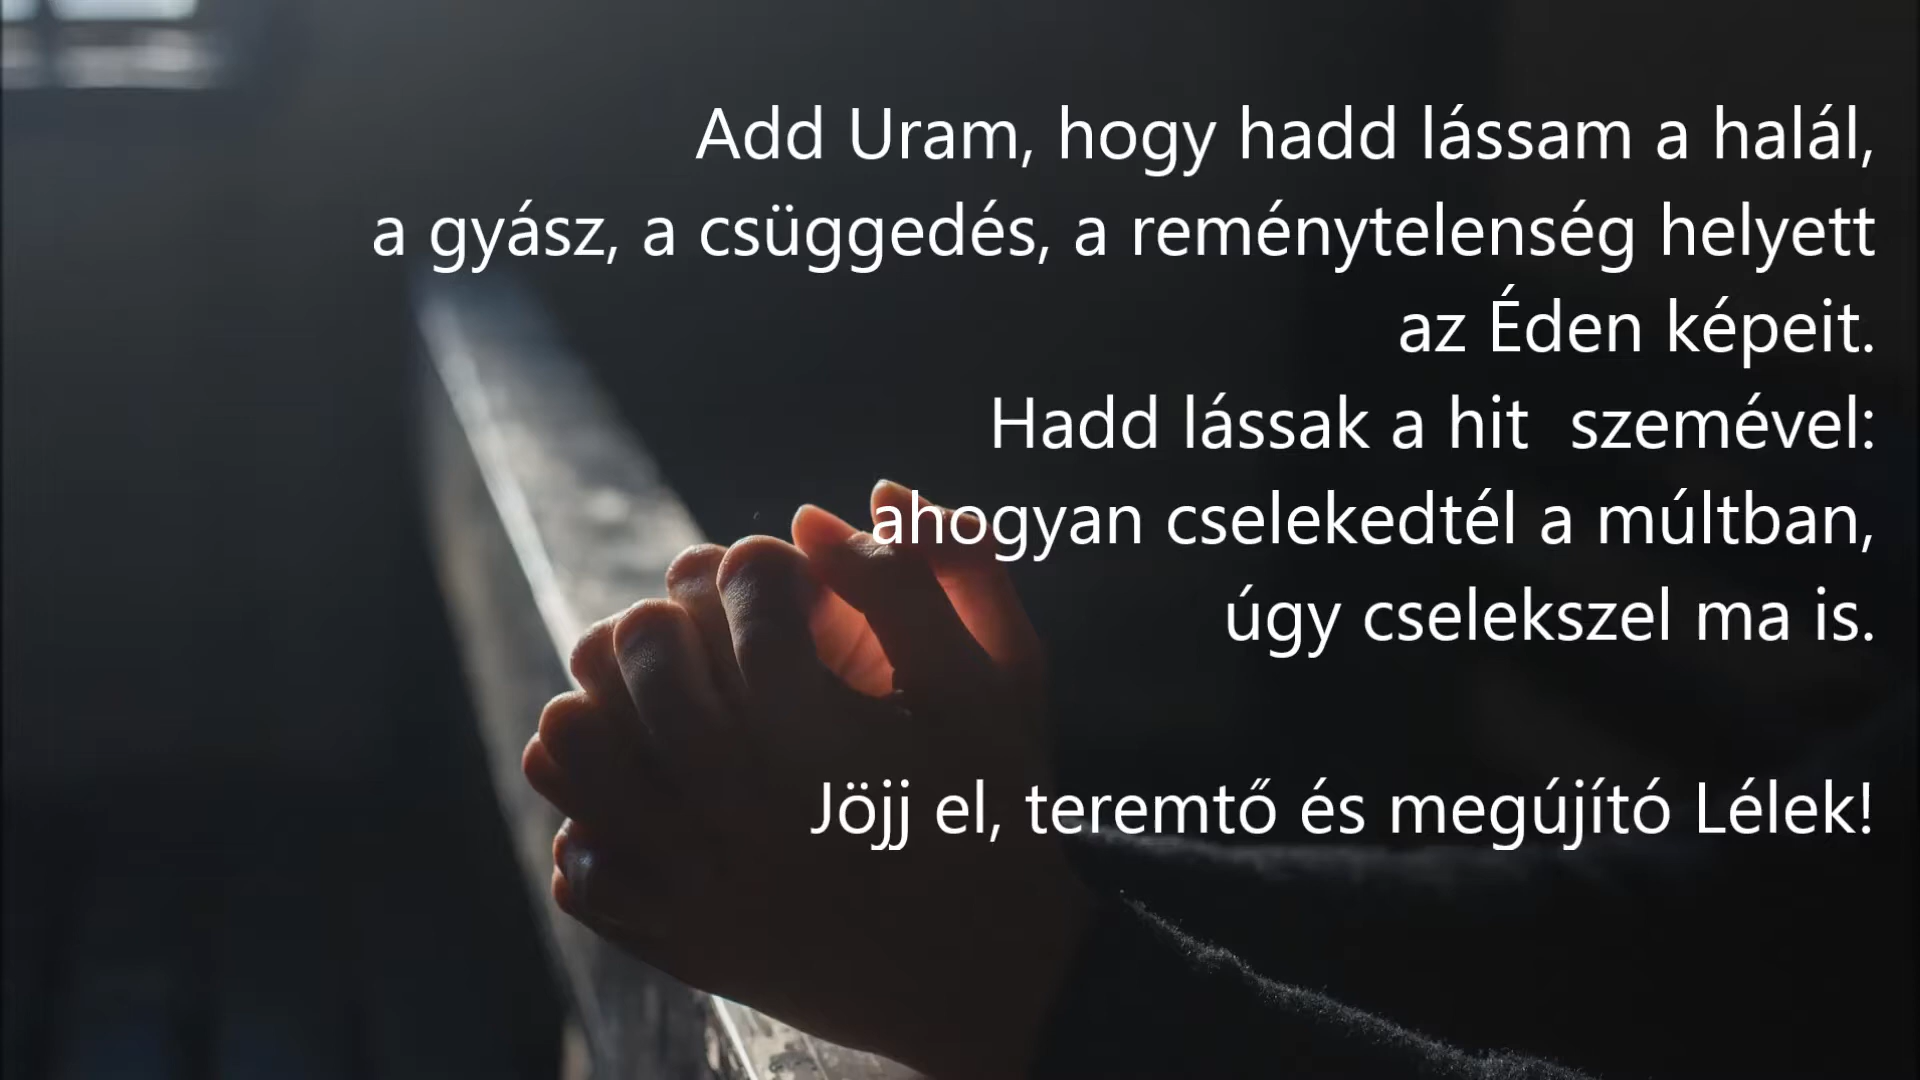 Add Uram, hogy hadd lássam a halál,
a gyász, a csüggedés, a reménytelenség helyett
az Éden képeit.
Hadd lássak a hit  szemével:
ahogyan cselekedtél a múltban,
úgy cselekszel ma is.
Jöjj el, teremtő és megújító Lélek!